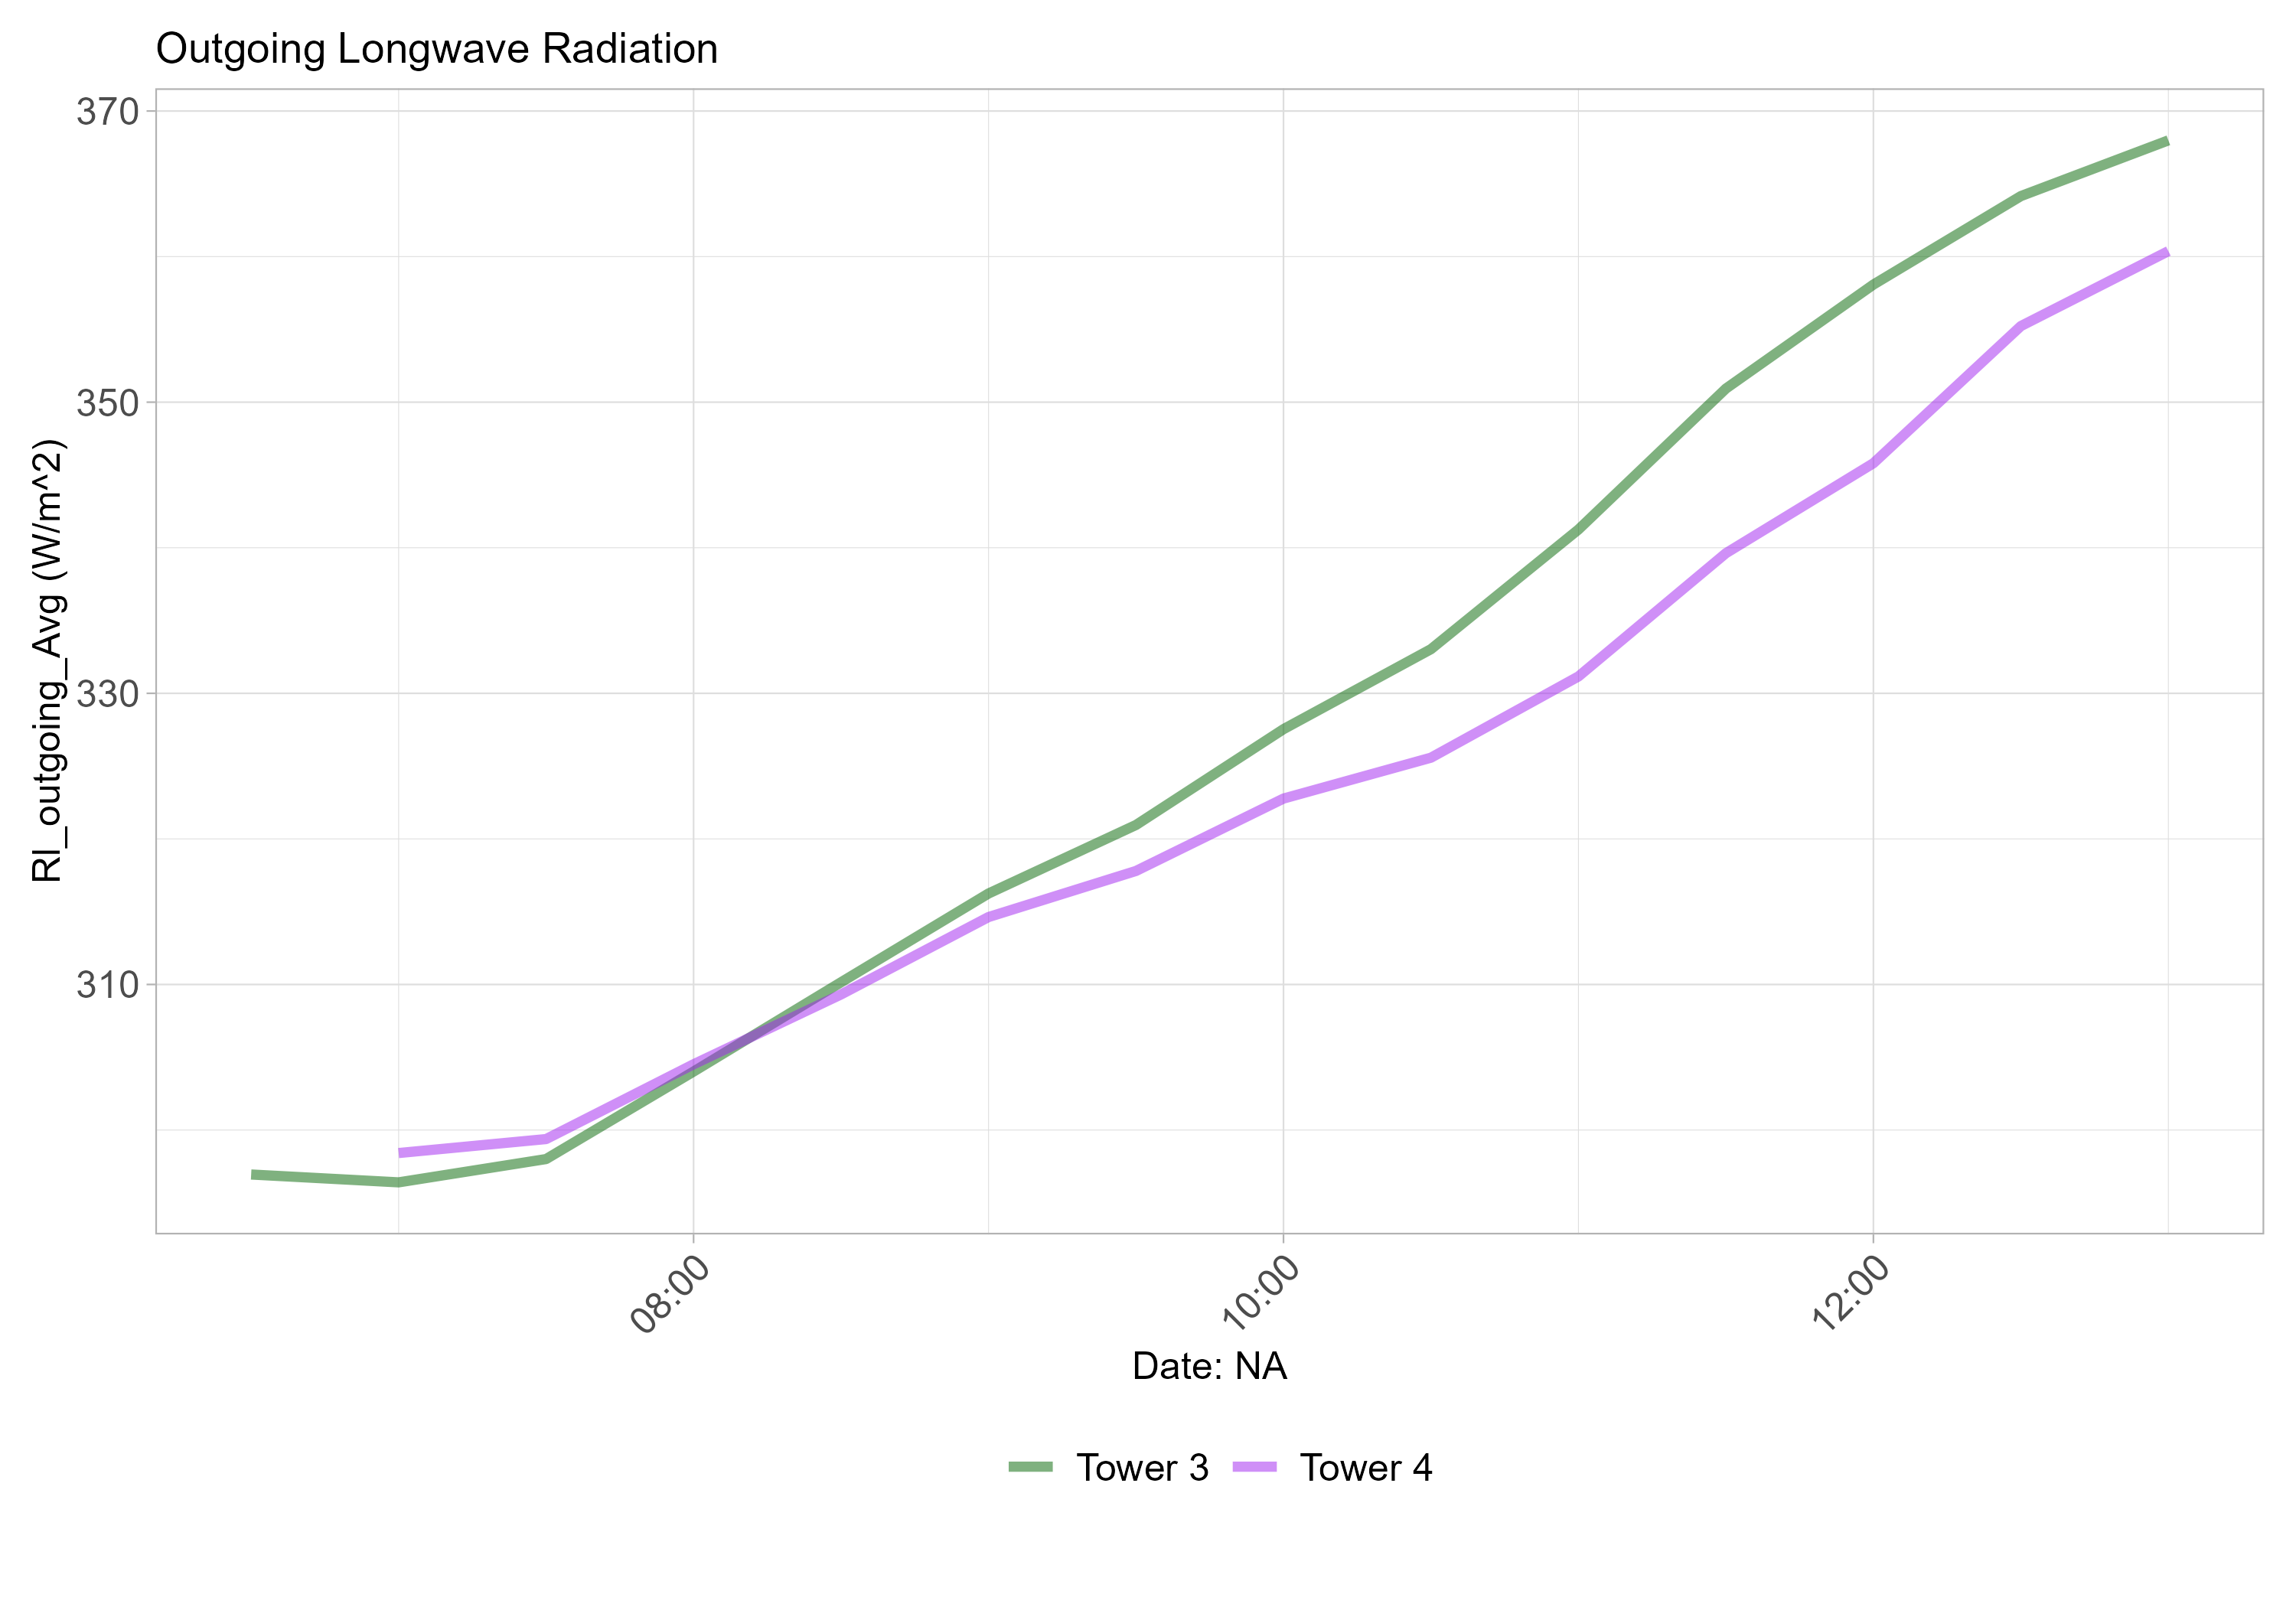 Outgoing Longwave Radiation
370
350
330
310
Rl_outgoing_Avg (W/m^2)
08:00
10:00
12:00
Date: NA
Tower 3
Tower 4